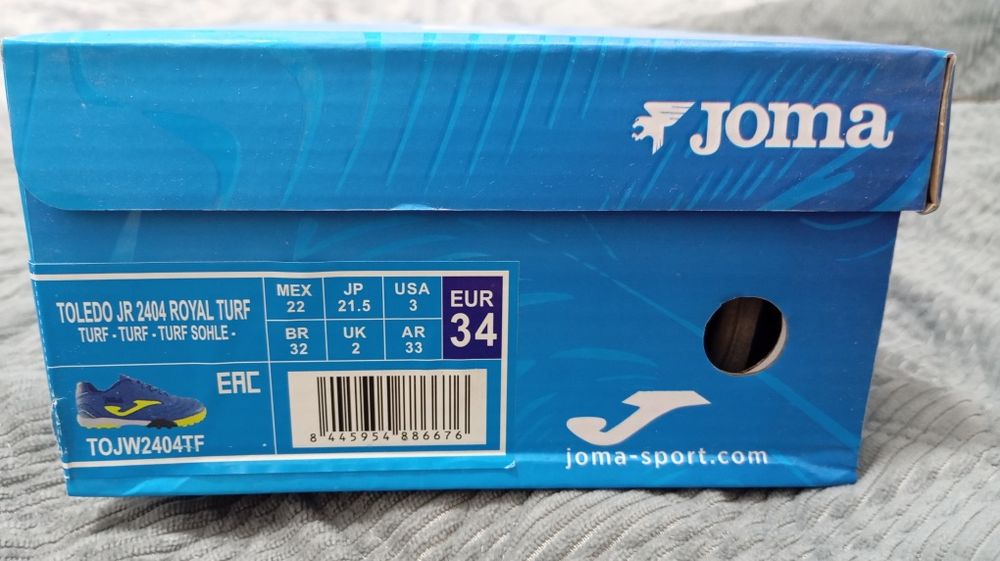 Joma
TOLEDO JR 2404 ROYAL TURF
TURF - TURF - TURF SOHLE -
MEX 22
JP 21.5
USA 3
EUR 34
BR 32
UK 2
AR 33
EAC
TOJW2404TF
8 445954 886676
joma-sport.com